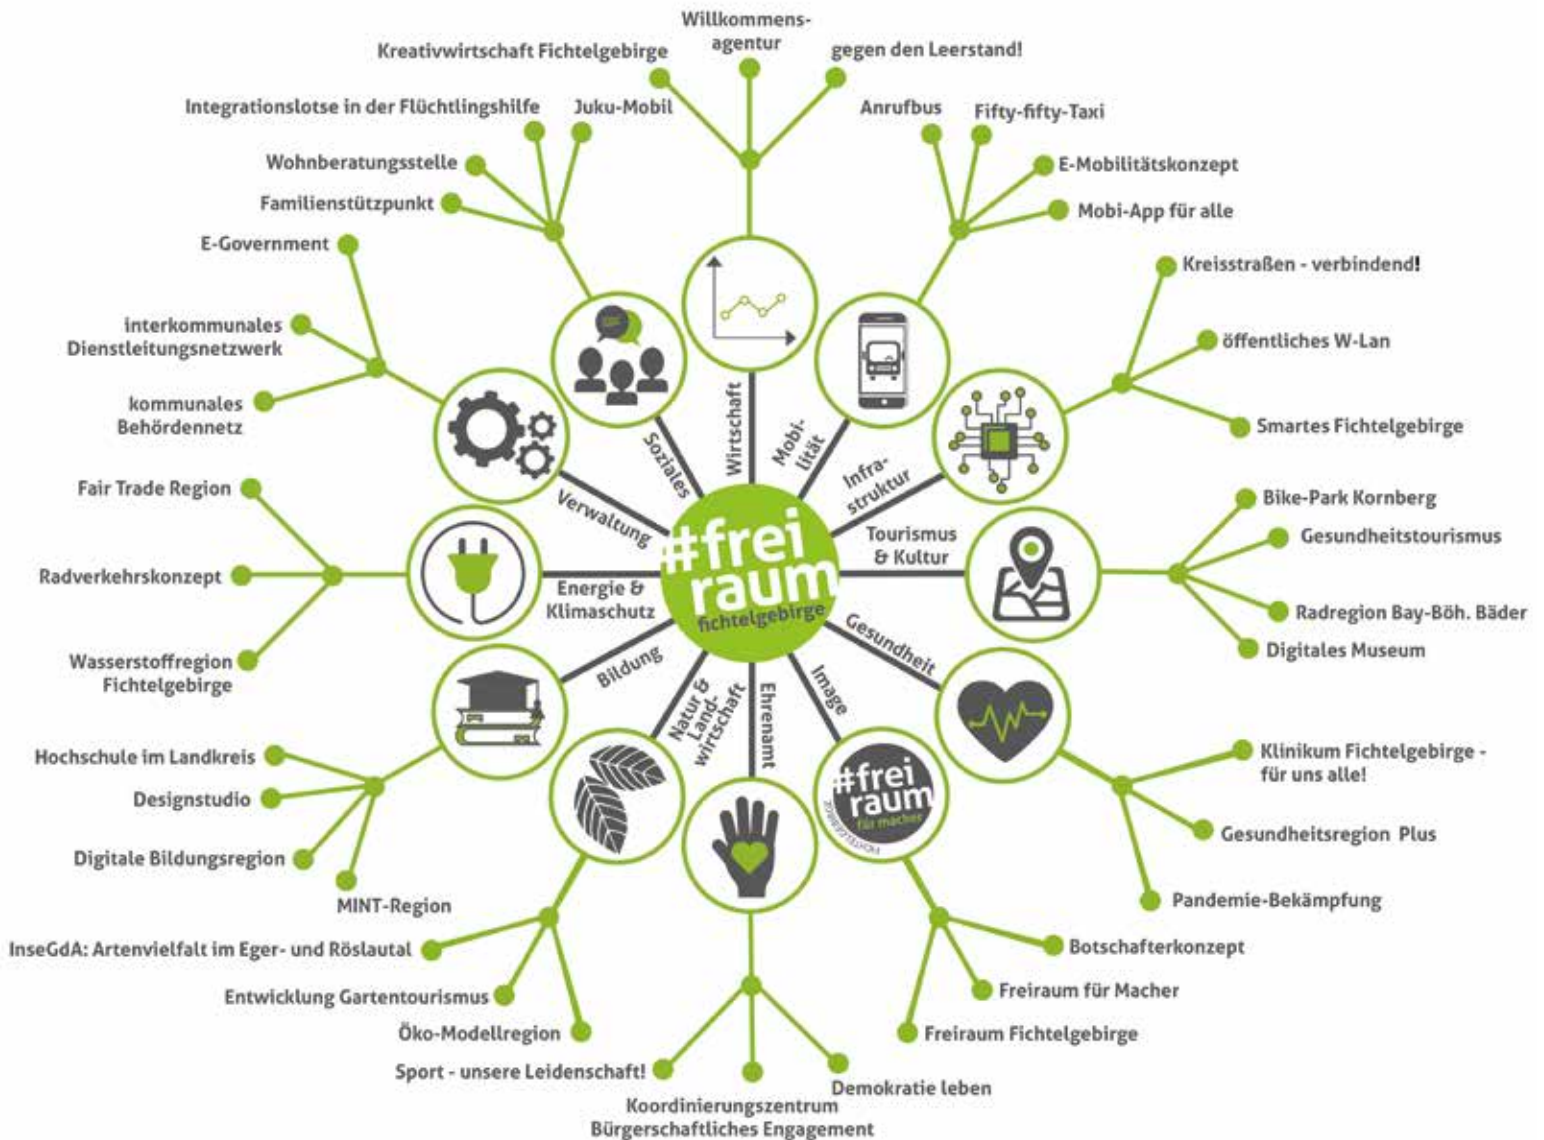 Willkommens-
agentur
Kreativwirtschaft Fichtelgebirge
gegen den Leerstand!
Integrationslotse in der Flüchtlingshilfe
Juku-Mobil
Wohnberatungsstelle
Familienstützpunkt
Anrufbus
Fifty-fifty-Taxi
E-Mobilitätskonzept
Mobi-App für alle
E-Government
interkommunales
Dienstleitungsnetzwerk
kommunales
Behördennetz
Kreisstraßen - verbindend!
öffentliches W-Lan
Smartes Fichtelgebirge
Soziales
Wirtschaft
Mobi-
lität
Infra-
struktur
Verwaltung
Tourismus
& Kultur
Fair Trade Region
Radverkehrskonzept
Wasserstoffregion
Fichtelgebirge
Energie &
Klimaschutz
#frei
raum
fichtelgebirge
Bike-Park Kornberg
Gesundheitstourismus
Radregion Bay-Böh. Bäder
Digitales Museum
Bildung
Natur &
Land-
wirtschaft
Ehrenamt
Image
Gesundheit
Hochschule im Landkreis
Designstudio
Digitale Bildungsregion
MINT-Region
#frei
raum
für macher
FICHTELGEBIRGE
Klinikum Fichtelgebirge -
für uns alle!
Gesundheitsregion Plus
Pandemie-Bekämpfung
InseGdA: Artenvielfalt im Eger- und Röslautal
Entwicklung Gartentourismus
Öko-Modellregion
Botschafterkonzept
Freiraum für Macher
Freiraum Fichtelgebirge
Sport - unsere Leidenschaft!
Koordinierungszentrum
Bürgerschaftliches Engagement
Demokratie leben